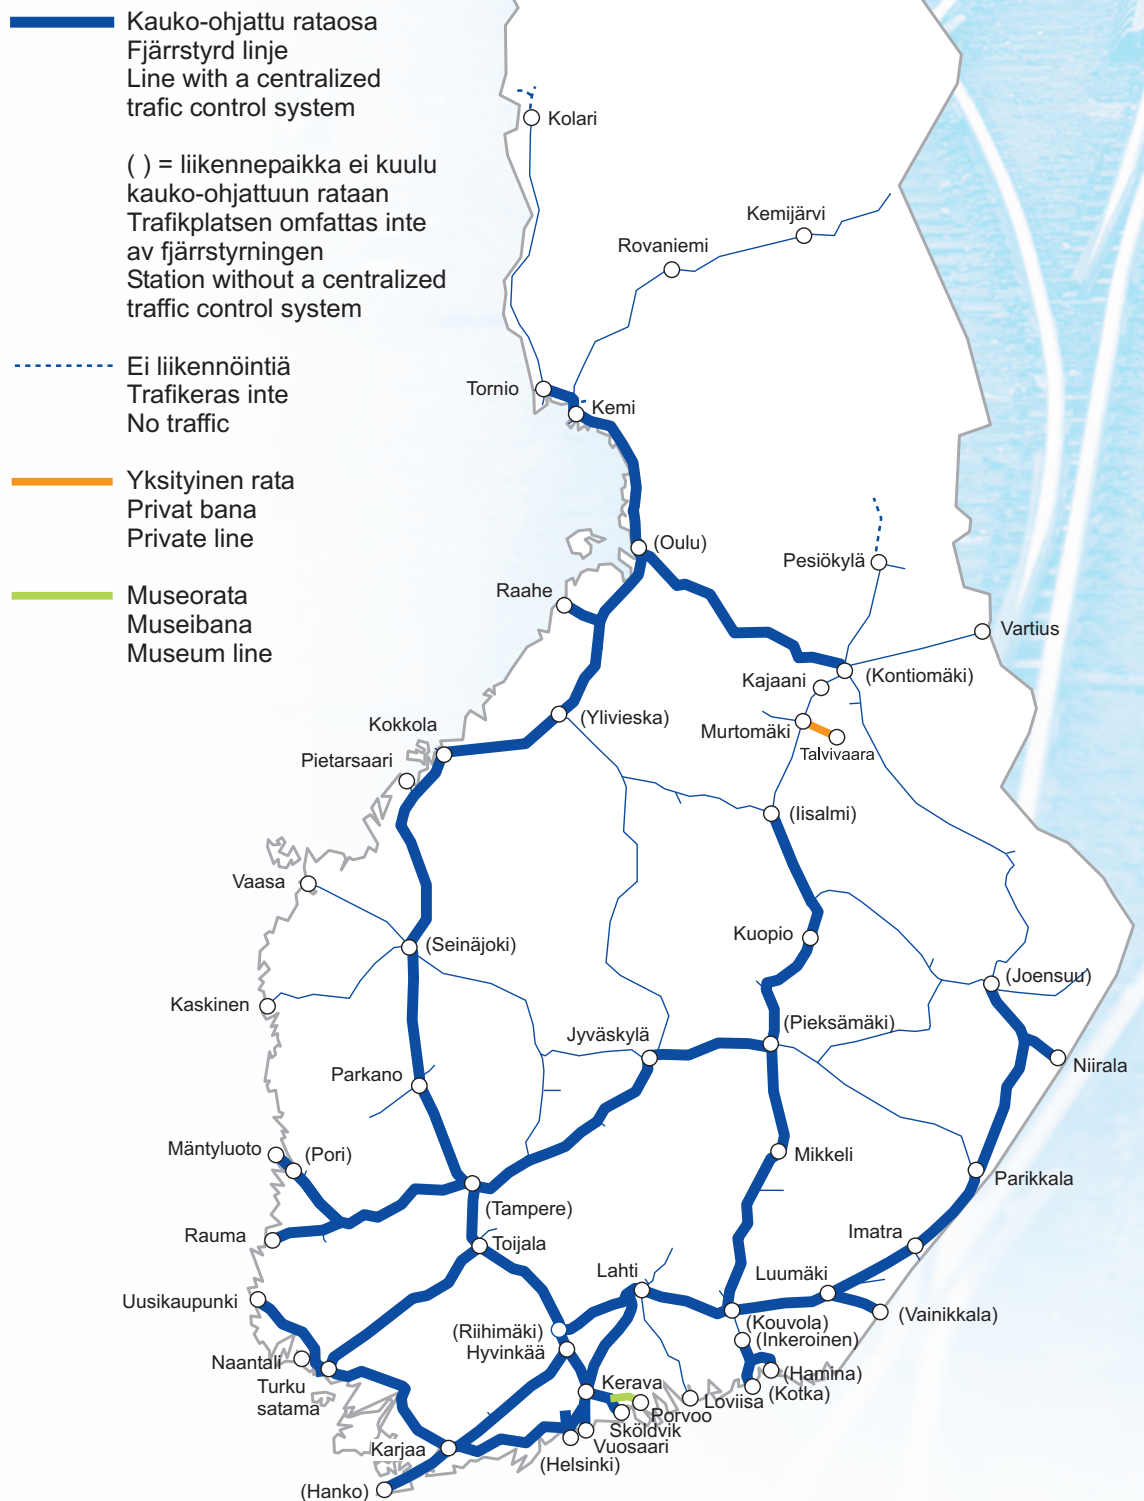 Kauko-ohjattu rataosa
Fjärrstyrd linje
Line with a centralized
trafic control system
( ) = liikennepaikka ei kuulu
kauko-ohjattuun rataan
Trafikplatsen omfattas inte
av fjärrstyrningen
Station without a centralized
traffic control system
Ei liikennöintiä
Trafikeras inte
No traffic
Yksityinen rata
Privat bana
Private line
Museorata
Museibana
Museum line
Kolari
Kemijärvi
Rovaniemi
Tornio
Kemi
(Oulu)
Pesiökylä
Raahe
Vartius
(Kontiomäki)
Kajaani
(Ylivieska)
Kokkola
Murtomäki
Talvivaara
Pietarsaari
(Iisalmi)
Vaasa
Kuopio
(Seinäjoki)
(Joensuu)
Kaskinen
(Pieksämäki)
Jyväskylä
Niirala
Parkano
Mäntyluoto
(Pori)
Mikkeli
Parikkala
(Tampere)
Rauma
Toijala
Imatra
Lahti
Luumäki
Uusikaupunki
(Vainikkala)
(Kouvola)
(Riihimäki)
(Inkeroinen)
Hyvinkää
Naantali
(Hamina)
Kerava
Turku
satama
Loviisa
(Kotka)
Porvoo
Sköldvik
Vuosaari
Karjaa
(Helsinki)
(Hanko)